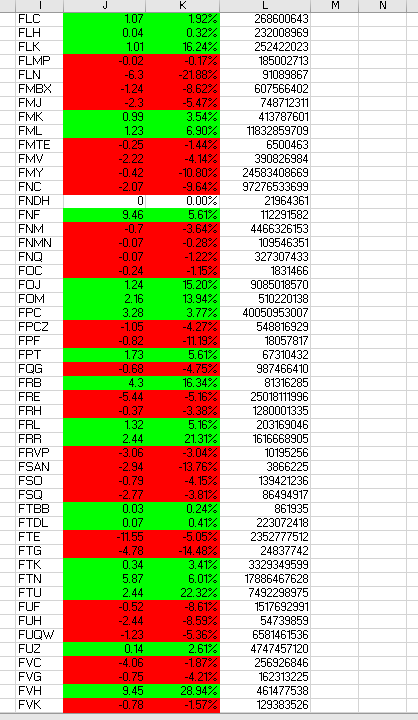 I J K L M N
FLC 1.07 1.92% 268600643
FLH 0.04 0.32% 232008969
FLK 1.01 16.24% 252422023
FLMP -0.02 -0.17% 185002713
FLN -6.3 -21.88% 91089867
FMBX -1.24 -8.62% 607566402
FMJ -2.3 -5.47% 748712311
FMK 0.99 3.54% 413787601
FML 1.23 6.90% 11832859709
FMTE -0.25 -1.44% 6500463
FMV -2.22 -4.14% 390826984
FMY -0.42 -10.80% 24583408669
FNC -2.07 -9.64% 97276533699
FNDH 0 0.00% 21964361
FNF 9.46 5.61% 112291582
FNM -0.7 -3.64% 4466326153
FNMN -0.07 -0.28% 109546351
FNQ -0.07 -1.22% 327307433
FOC -0.24 -1.15% 1831466
FOJ 1.24 15.20% 9085018570
FOM 2.16 13.94% 510220138
FPC 3.28 3.77% 40050953007
FPCZ -1.05 -4.27% 548816929
FPF -0.82 -11.19% 18057817
FPT 1.73 5.61% 67310432
FQG -0.68 -4.75% 987466410
FRB 4.3 16.34% 81316285
FRE -5.44 -5.16% 25018111996
FRH -0.37 -3.38% 1280001335
FRL 1.32 5.16% 203169046
FRR 2.44 21.31% 1616668905
FRVP -3.06 -3.04% 10195256
FSAN -2.94 -13.76% 3866225
FSO -0.79 -4.15% 139421236
FSQ -2.77 -3.81% 86494917
FTBB 0.03 0.24% 861935
FTDL 0.07 0.41% 223072418
FTE -11.55 -5.05% 2352777512
FTG -4.78 -14.48% 24837742
FTK 0.34 3.41% 3329349599
FTN 5.87 6.01% 17886467628
FTU 2.44 22.32% 7492298975
FUF -0.52 -8.61% 1517692991
FUH -2.44 -8.59% 54739859
FUQW -1.23 -5.36% 6581461536
FUZ 0.14 2.61% 4747457120
FVC -4.06 -1.87% 256926846
FVG -0.75 -4.21% 162313225
FVH 9.45 28.94% 461477538
FVK -0.78 -1.57% 129383526